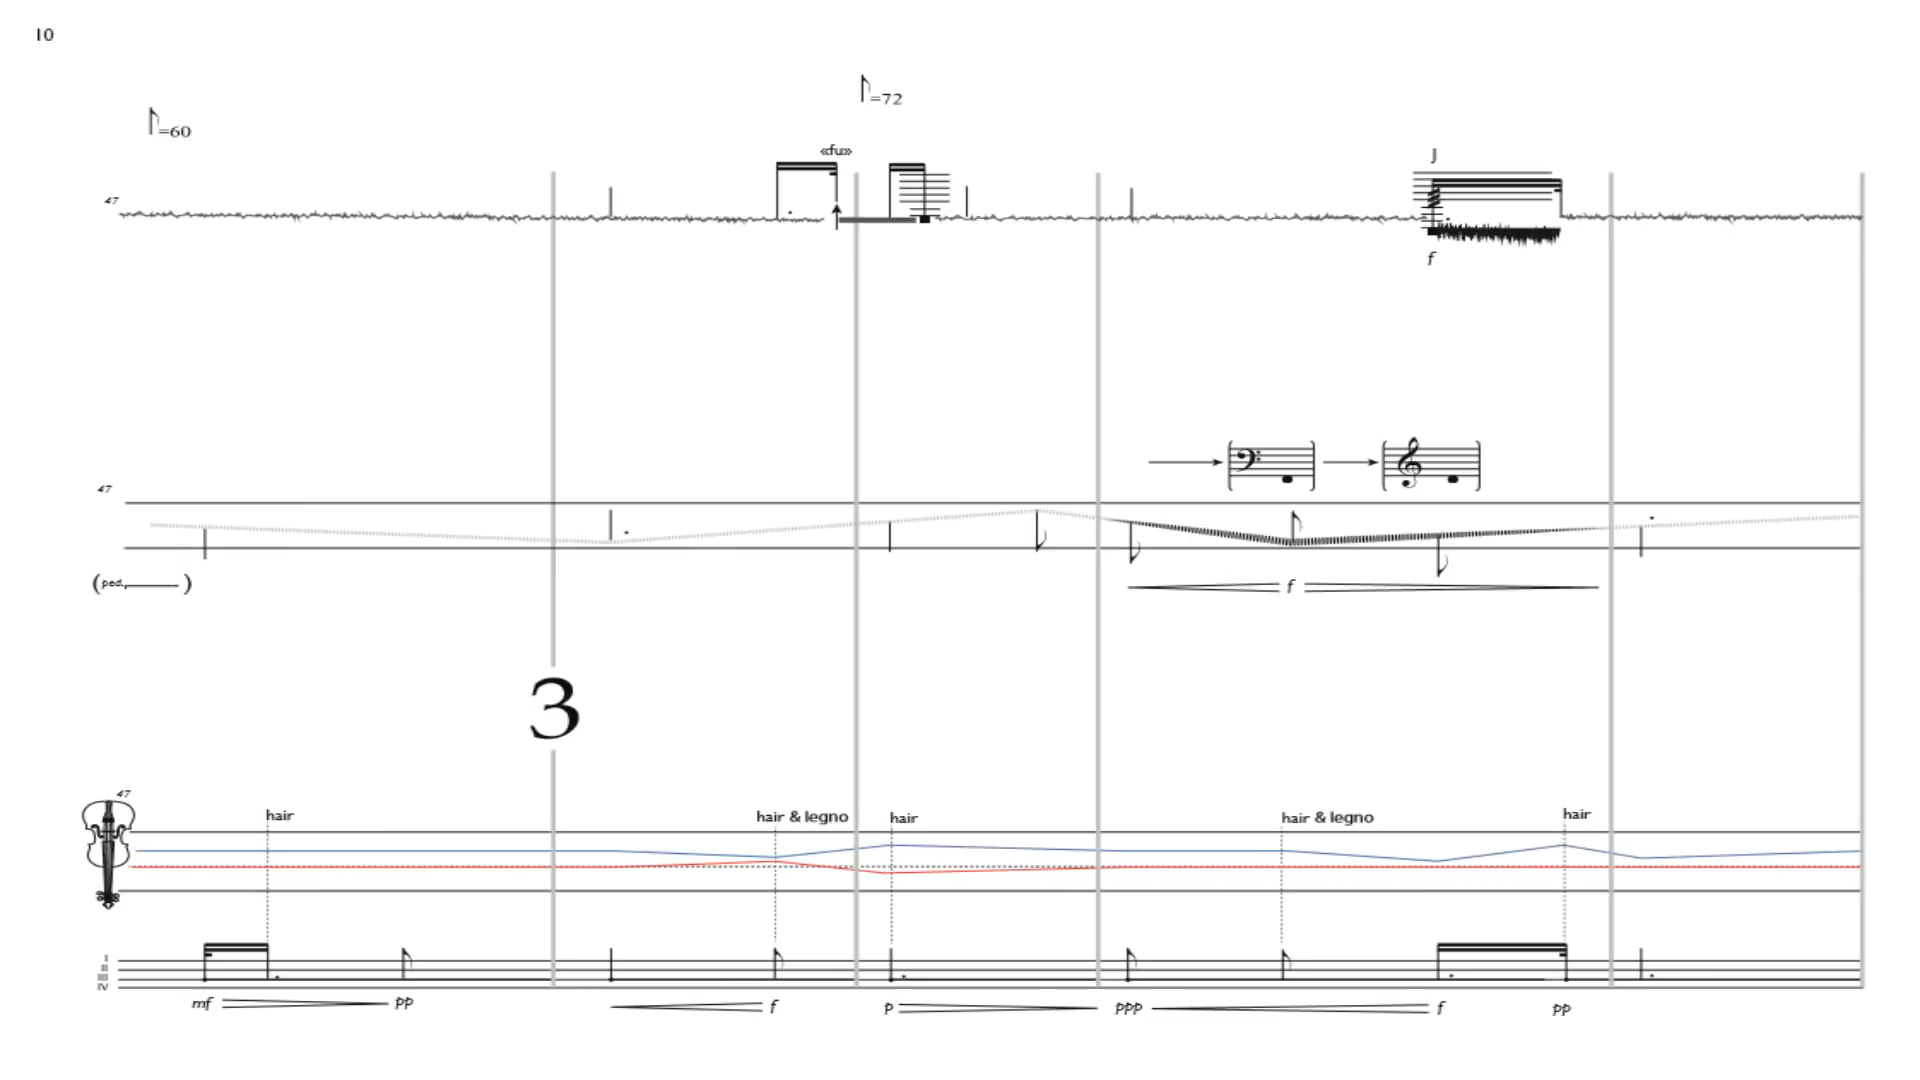 10
=60
=72
«fu»
J
47
f
47
(ped. )
f
3
47
hair
hair & legno
hair
hair & legno
hair
I
II
III
IV
mf
pp
f
p
ppp
f
pp